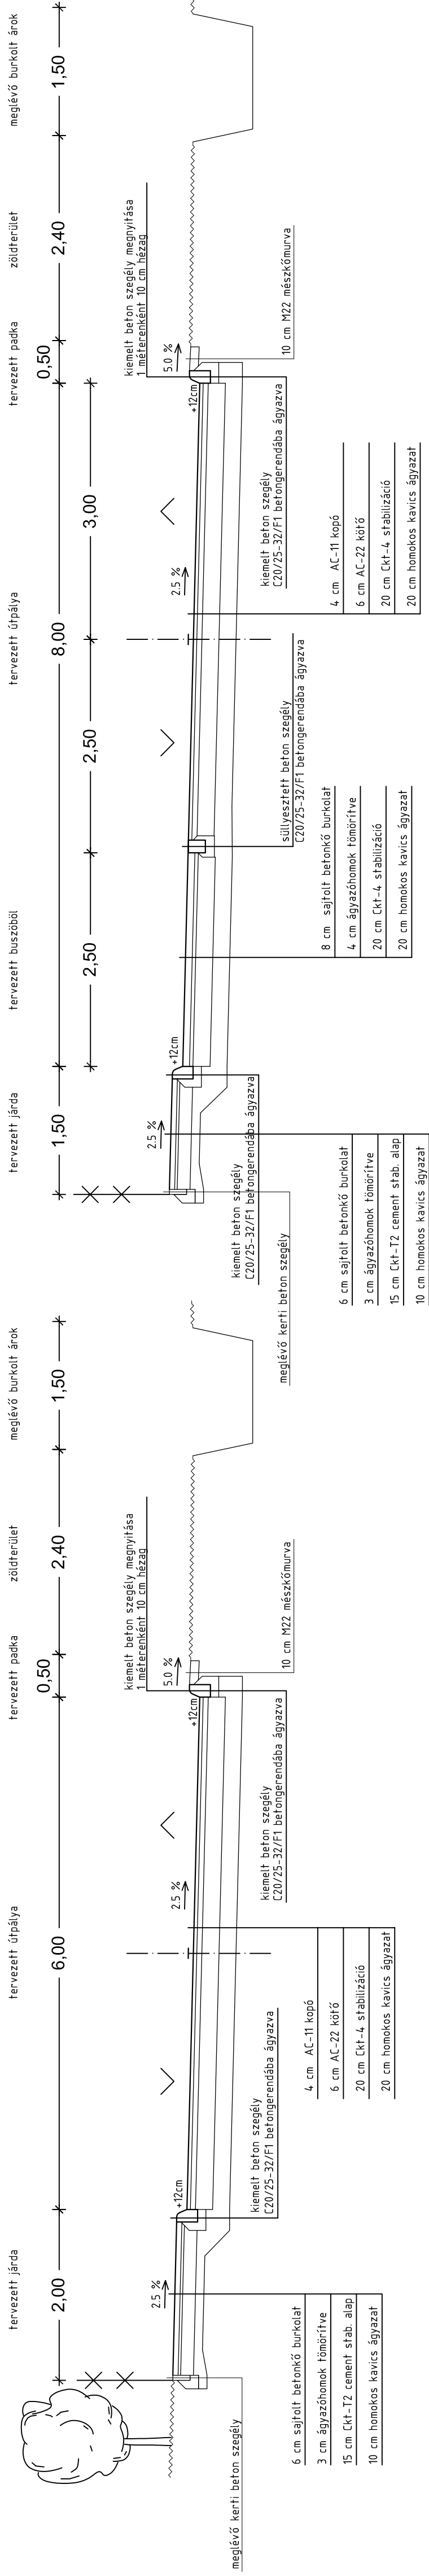 tervezett járda
tervezett útpálya
tervezett padka
zöldterület
meglévő burkolt árok
2,00
6,00
0,50
2,40
1,50
kiemelt beton szegély megnyitása
1 méterenként 10 cm hézag
2.5 %
+12cm
2.5 %
+12cm
5.0 %
meglévő kerti beton szegély
6 cm sajtolt betonkő burkolat
3 cm ágyazóhomok tömörítve
15 cm Ckt-T2 cement stab. alap
10 cm homokos kavics ágyazat
kiemelt beton szegély
C20/25-32/F1 betongerendába ágyazva
4 cm AC-11 kopó
6 cm AC-22 kötő
20 cm Ckt-4 stabilizáció
20 cm homokos kavics ágyazat
kiemelt beton szegély
C20/25-32/F1 betongerendába ágyazva
10 cm M22 mészkőmurva
tervezett járda
tervezett buszöböl
tervezett útpálya
tervezett padka
zöldterület
meglévő burkolt árok
1,50
8,00
0,50
2,40
1,50
2,50
2,50
3,00
kiemelt beton szegély megnyitása
1 méterenként 10 cm hézag
2.5 %
+12cm
2.5 %
+12cm
5.0 %
meglévő kerti beton szegély
kiemelt beton szegély
C20/25-32/F1 betongerendába ágyazva
6 cm sajtolt betonkő burkolat
3 cm ágyazóhomok tömörítve
15 cm Ckt-T2 cement stab. alap
10 cm homokos kavics ágyazat
8 cm sajtolt betonkő burkolat
4 cm ágyazóhomok tömörítve
20 cm Ckt-4 stabilizáció
20 cm homokos kavics ágyazat
süllyesztett beton szegély
C20/25-32/F1 betongerendába ágyazva
4 cm AC-11 kopó
6 cm AC-22 kötő
20 cm Ckt-4 stabilizáció
20 cm homokos kavics ágyazat
kiemelt beton szegély
C20/25-32/F1 betongerendába ágyazva
10 cm M22 mészkőmurva